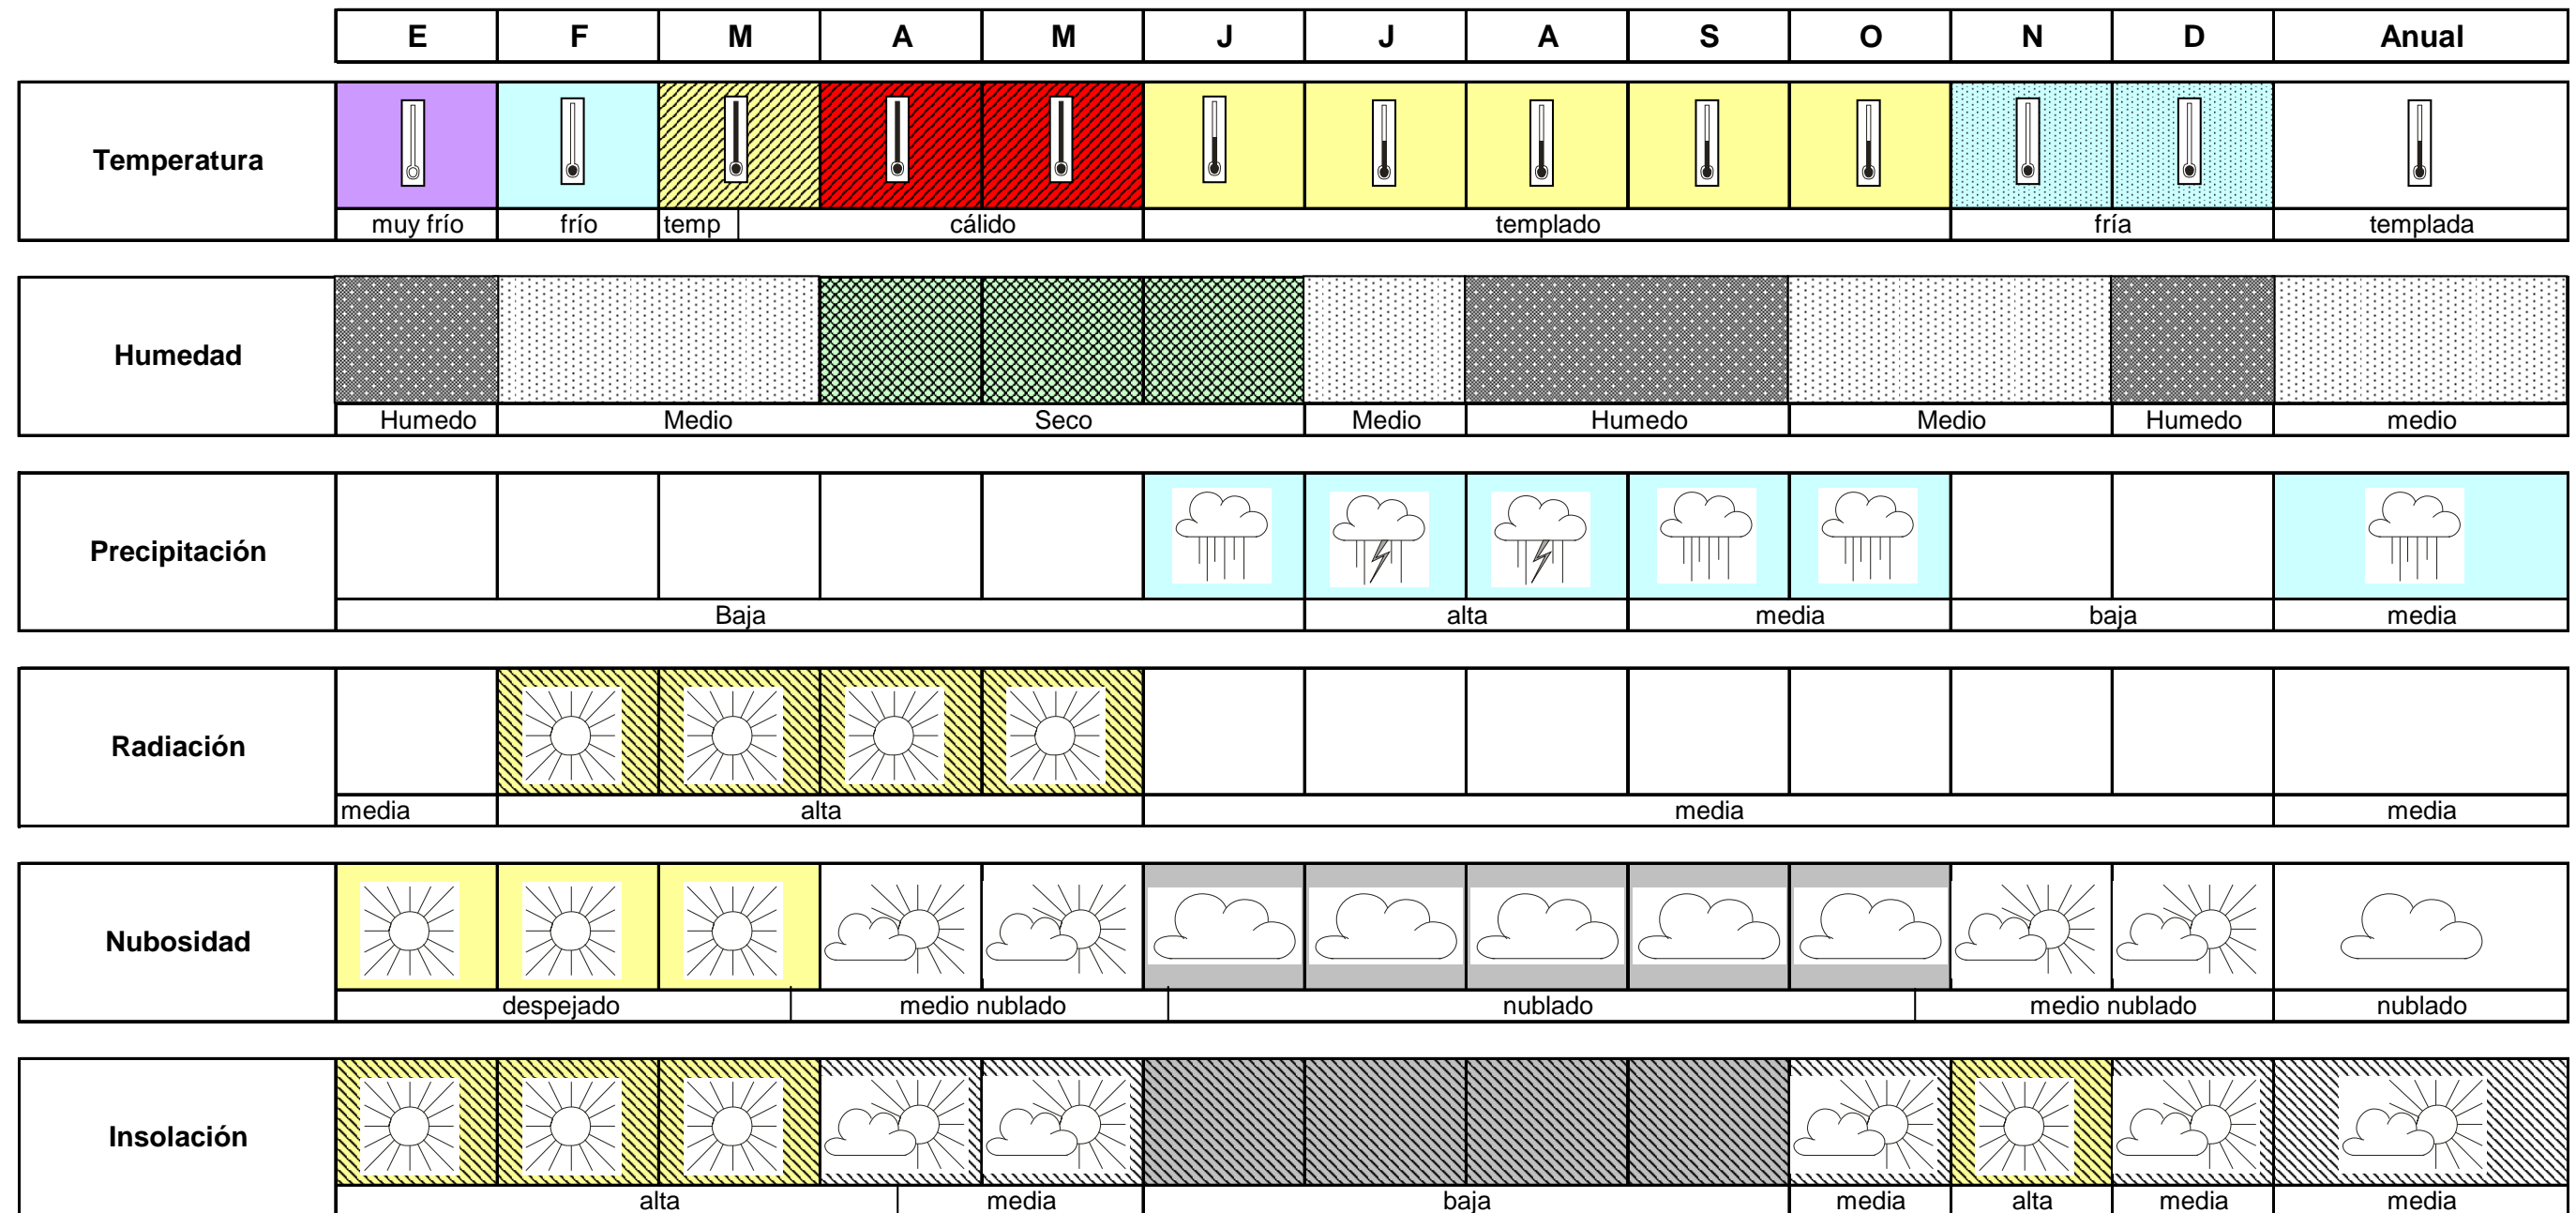 E F M A M J J A S O N D Anual
Temperatura
muy frío frío temp cálido templado fría templada
Humedad
Humedo Medio Seco Medio Humedo Medio Humedo medio
Precipitación
Baja alta media baja media
Radiación
media alta media media
Nubosidad
despejado medio nublado nublado medio nublado nublado
Insolación
alta media baja media alta media media